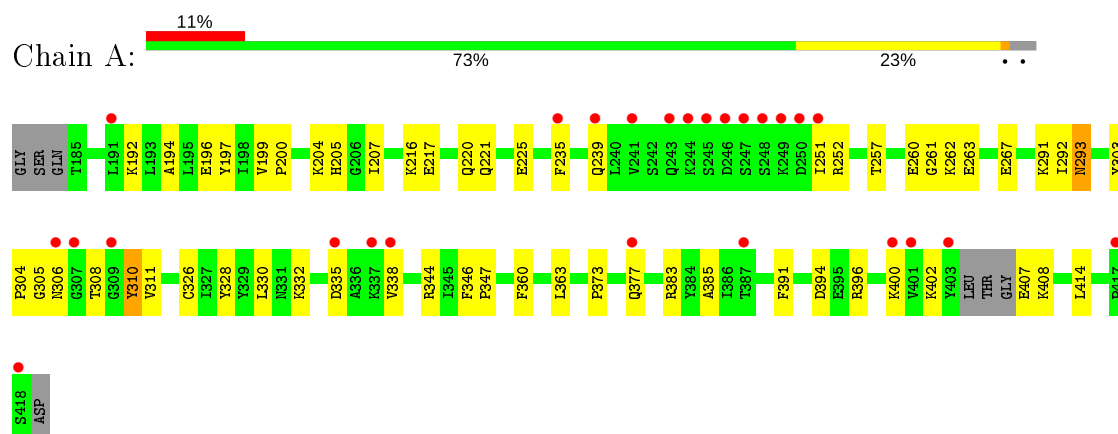 11%
Chain A:
73% 23% • •
GLY SER GLN T185 L191 K192 L193 A194 L195 E196 Y197 I198 V199 P200 K204 H205 G206 I207 K216 E217 Q220 Q221 E225 F235 Q239 L240 V241 S242 Q243 K244 S245 D246 S247 S248 K249 D250 I251 R252 T257 E260 G261 K262 E263 E267 K291 I292 N293
P304 G305 N306 G307 T308 G309 Y310 V311 C326 I327 Y328 Y329 L330 N331 K332 D335 A336 K337 V338 R344 I345 F346 P347 F360 L363 P373 Q377 R383 Y384 A385 I386 T387 F391 D394 E395 R396 K400 V401 K402 Y403 LEU THR GLY E407 K408 L414
S418 ASP